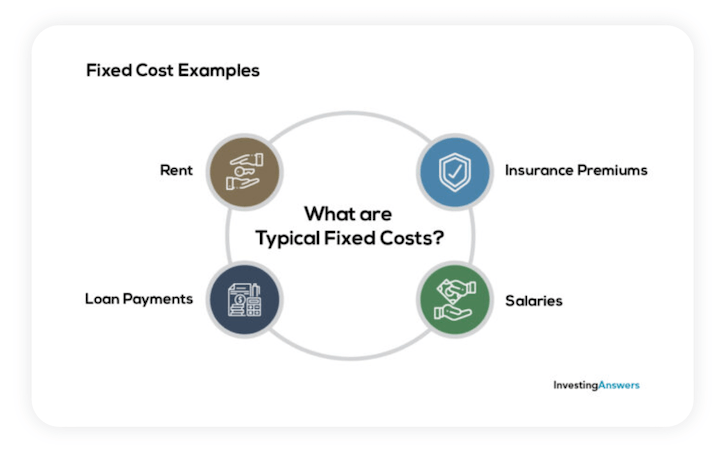 Fixed Cost Examples
Rent
Insurance Premiums
What are
Typical Fixed Costs?
Loan Payments
Salaries
InvestingAnswers